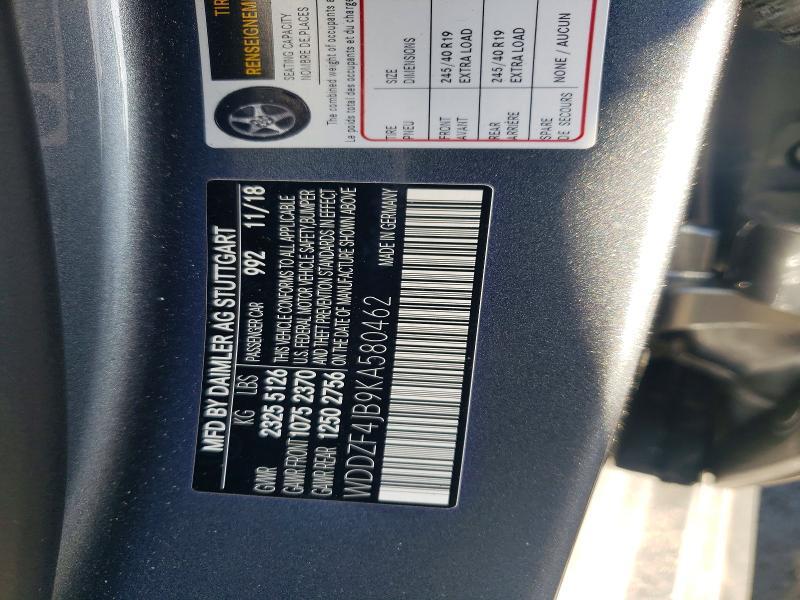 TIR
RENSEIGNEM
SEATING CAPACITY
NOMBRE DE PLACES
The combined weight of occupants a
Le poids total des occupants et du charge
TIRE SIZE
PNEU DIMENSIONS
FRONT 245/40 R19
AVANT EXTRA LOAD
REAR 245/40 R19
ARRIÈRE EXTRA LOAD
SPARE NONE / AUCUN
DE SECOURS
MFD BY DAIMLER AG STUTTGART
KG LBS PASSENGER CAR 992 11/18
GVWR 2325 5126
GAWR FRONT 1075 2370
GAWR REAR 1250 2756
THIS VEHICLE CONFORMS TO ALL APPLICABLE
U.S. FEDERAL MOTOR VEHICLE SAFETY,BUMPER
AND THEFT PREVENTION STANDARDS IN EFFECT
ON THE DATE OF MANUFACTURE SHOWN ABOVE
WDDZF4JB9KA580462 MADE IN GERMANY